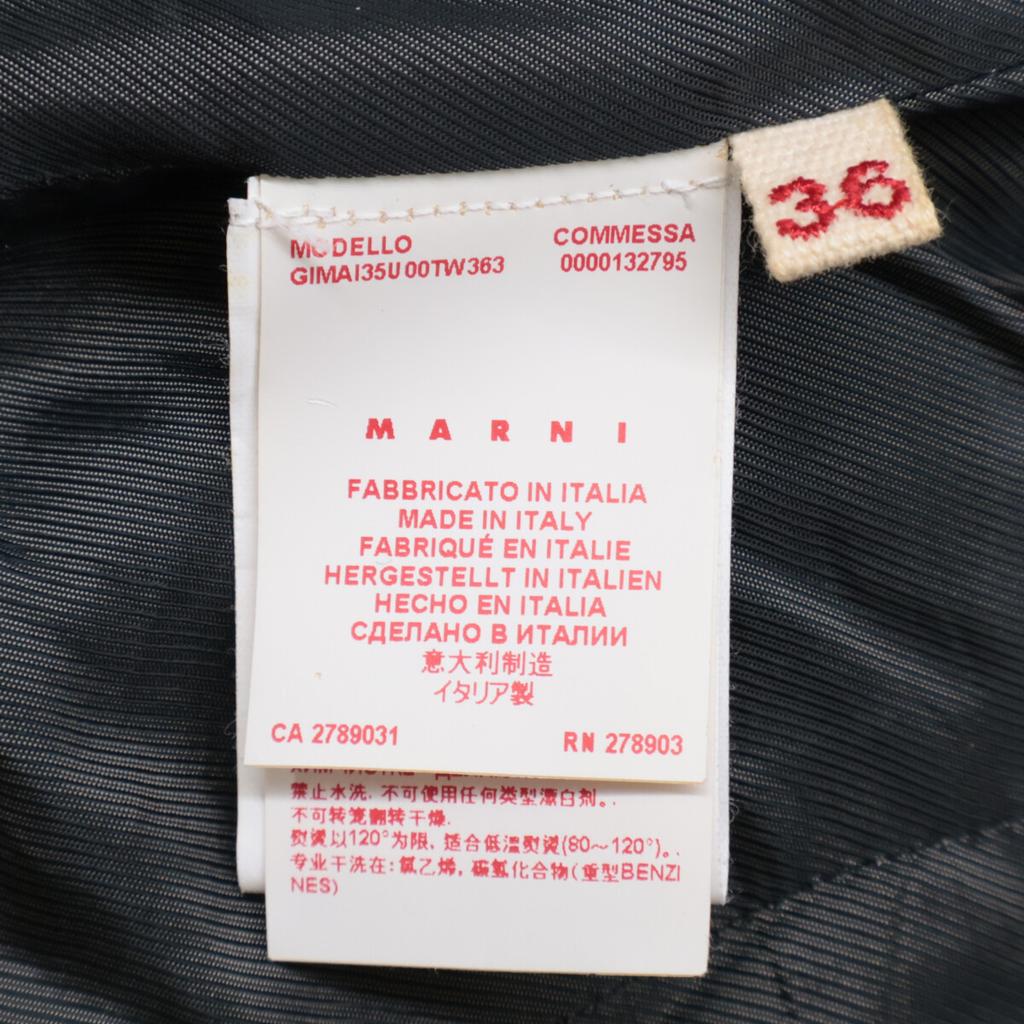 36
MODELLO COMMESSA
GIMAI35U00TW363 0000132795
MARNI
FABBRICATO IN ITALIA
MADE IN ITALY
FABRIQUÉ EN ITALIE
HERGESTELLT IN ITALIEN
HECHO EN ITALIA
СДЕЛАНО В ИТАЛИИ
意大利制造
イタリア製
CA 2789031 RN 278903
禁止水洗, 不可使用任何类型漂白剂。.
不可转笼翻转干燥.
熨烫以120°为限, 适合低温熨烫(80～120°)。.
专业干洗在: 氯乙烯, 碳氢化合物(重型BENZI
NES)